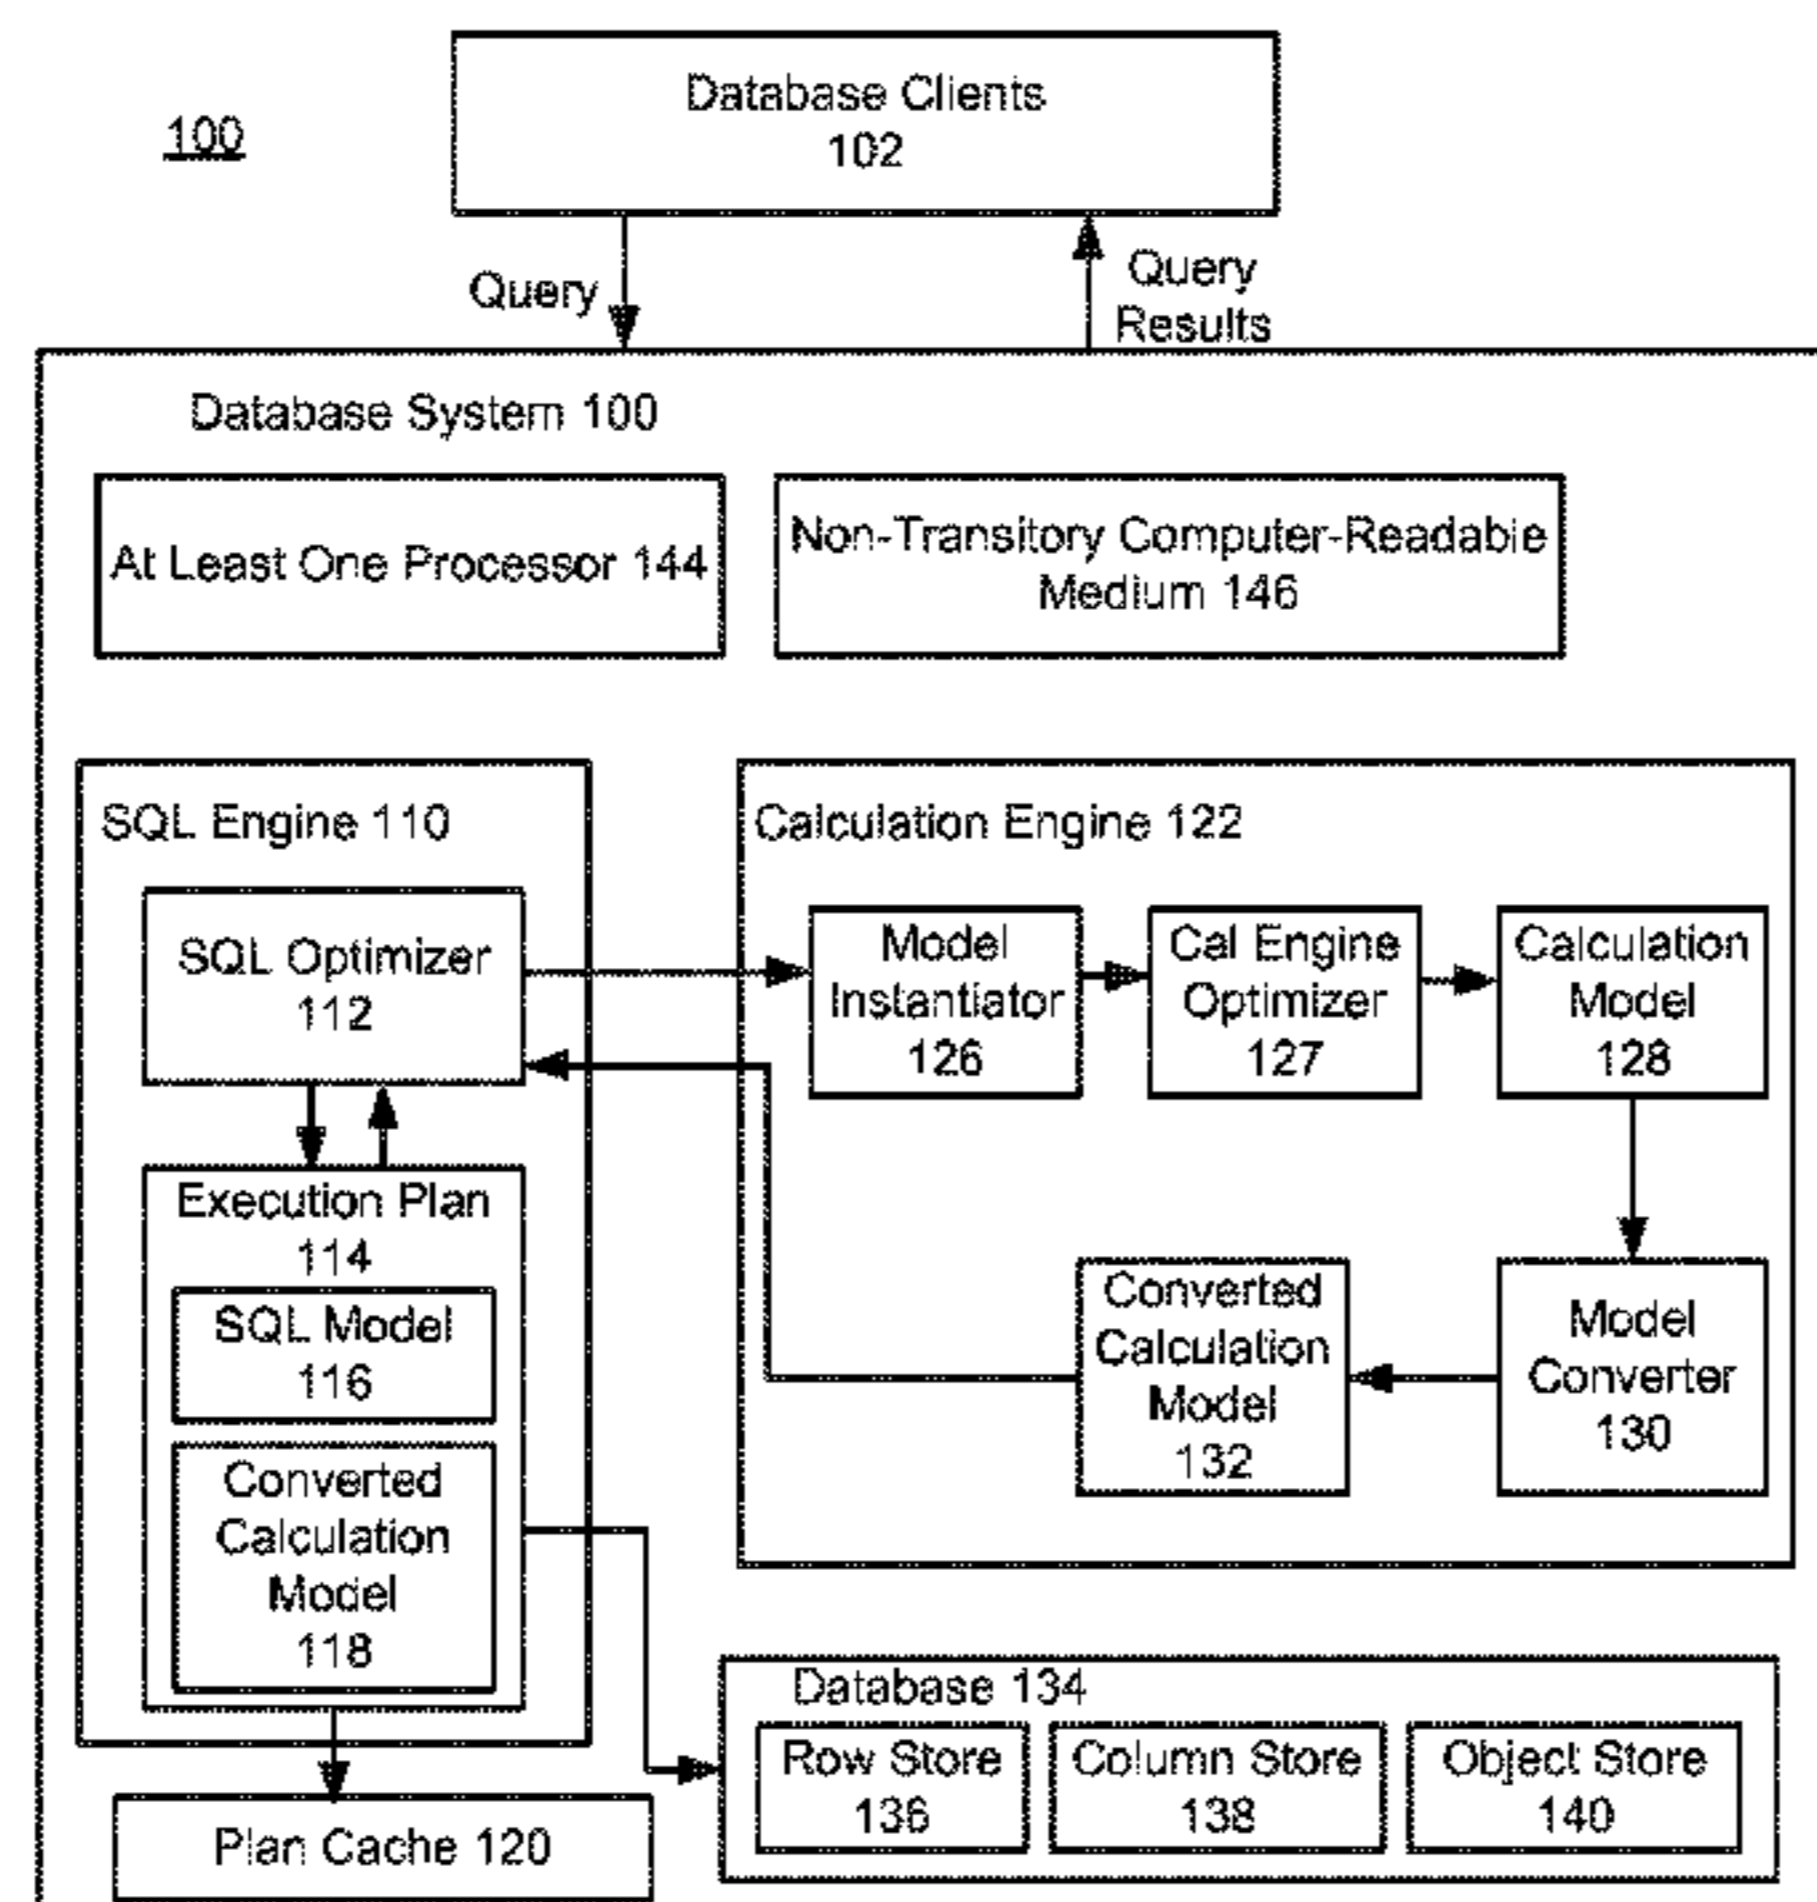 100
Database Clients
102
Query
Query
Results
Database System 100
At Least One Processor 144
Non-Transitory Computer-Readable
Medium 146
SQL Engine 110
SQL Optimizer
112
Execution Plan
114
SQL Model
116
Converted
Calculation
Model
118
Plan Cache 120
Calculation Engine 122
Model
Instantiator
126
Cal Engine
Optimizer
127
Calculation
Model
128
Converted
Calculation
Model
132
Model
Converter
130
Database 134
Row Store
136
Column Store
138
Object Store
140